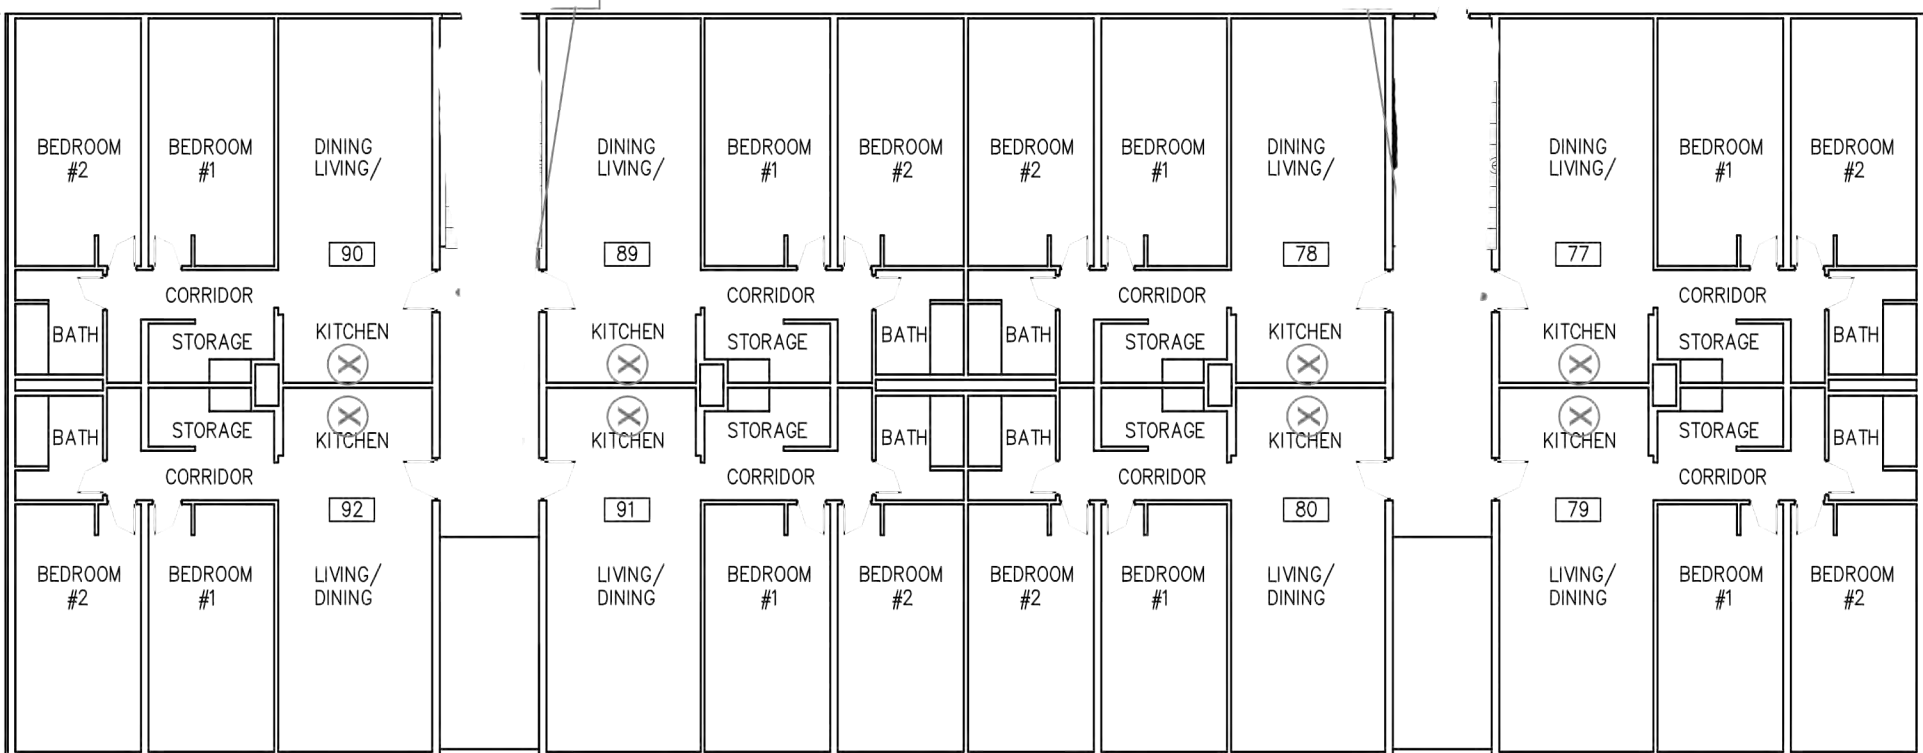 BEDROOM
#2
BEDROOM
#1
DINING
LIVING/
DINING
LIVING/
BEDROOM
#1
BEDROOM
#2
BEDROOM
#2
BEDROOM
#1
DINING
LIVING/
DINING
LIVING/
BEDROOM
#1
BEDROOM
#2
90
89
78
77
CORRIDOR
CORRIDOR
CORRIDOR
CORRIDOR
BATH
STORAGE
KITCHEN
KITCHEN
STORAGE
BATH
BATH
STORAGE
KITCHEN
KITCHEN
STORAGE
BATH
X
X
X
X
X
X
X
X
BATH
STORAGE
KITCHEN
KITCHEN
STORAGE
BATH
BATH
STORAGE
KITCHEN
KITCHEN
STORAGE
BATH
CORRIDOR
CORRIDOR
CORRIDOR
CORRIDOR
92
91
80
79
BEDROOM
#2
BEDROOM
#1
LIVING/
DINING
LIVING/
DINING
BEDROOM
#1
BEDROOM
#2
BEDROOM
#2
BEDROOM
#1
LIVING/
DINING
LIVING/
DINING
BEDROOM
#1
BEDROOM
#2